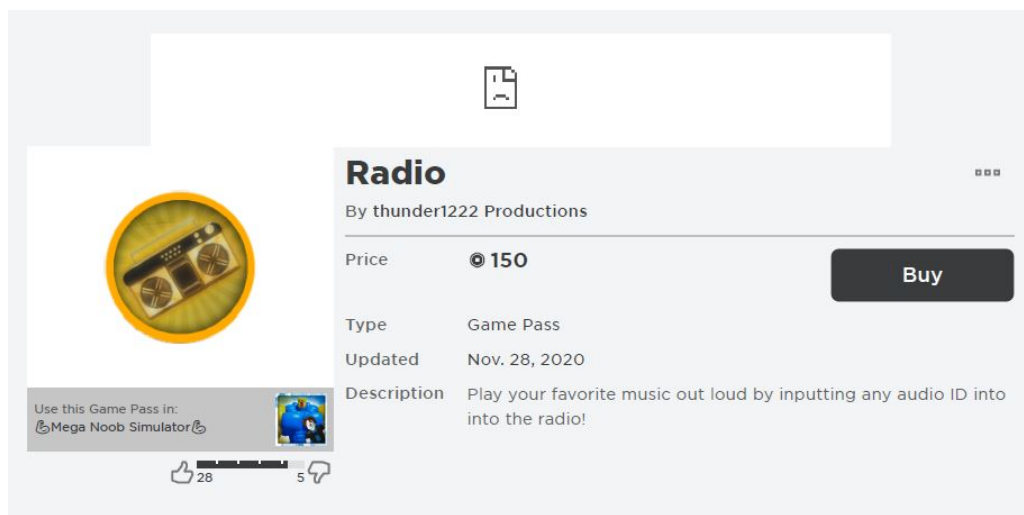 Radio
By thunder1222 Productions
Price 150
Buy
Type Game Pass
Updated Nov. 28, 2020
Description Play your favorite music out loud by inputting any audio ID into
into the radio!
Use this Game Pass in:
💪Mega Noob Simulator💪
28 5